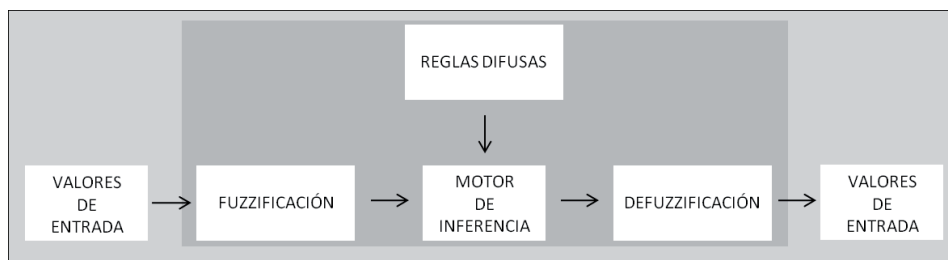 REGLAS DIFUSAS
VALORES
DE
ENTRADA
FUZZIFICACIÓN
MOTOR
DE
INFERENCIA
DEFUZZIFICACIÓN
VALORES
DE
ENTRADA